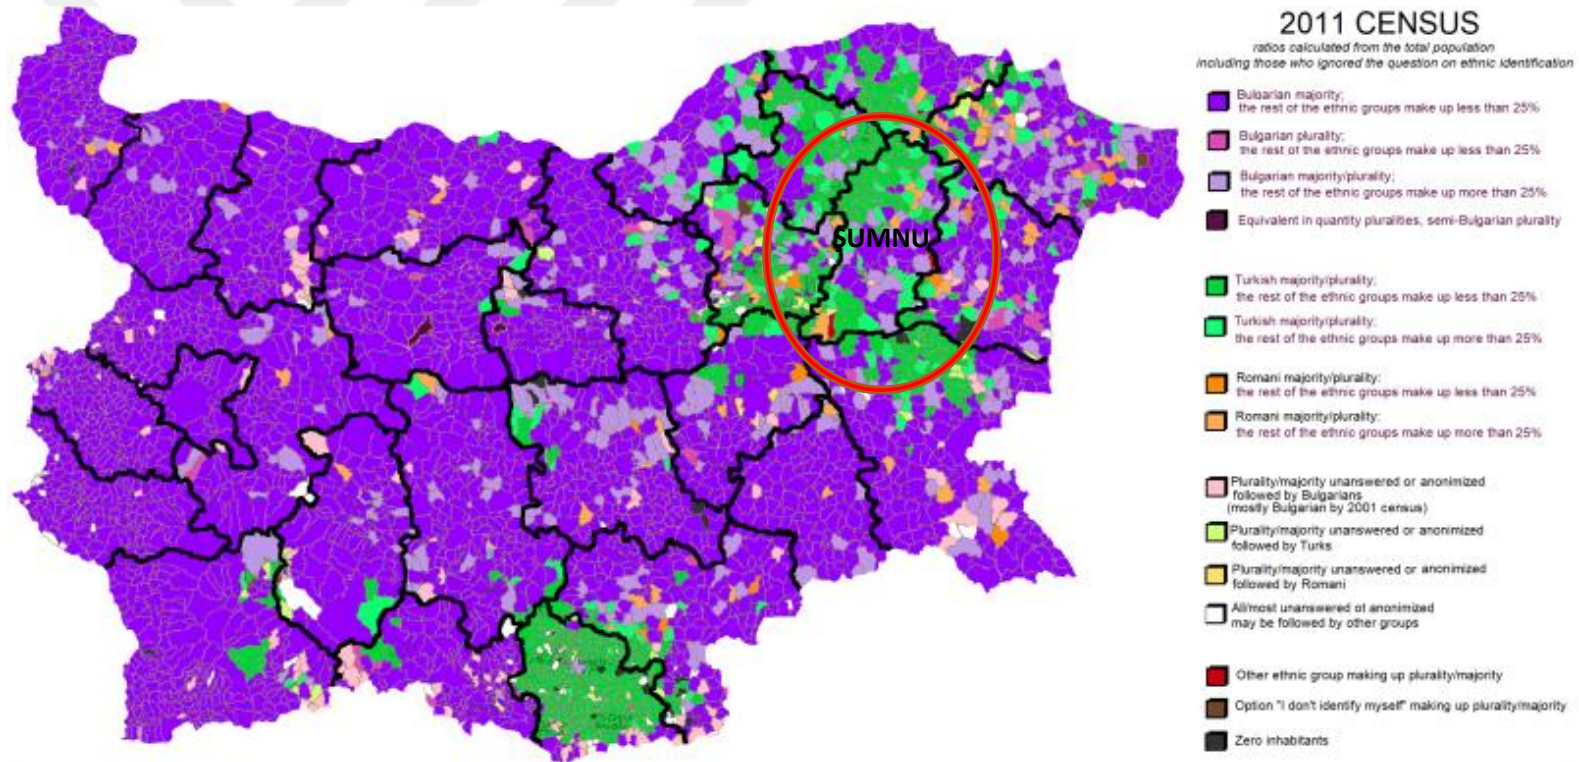 2011 CENSUS
ratios calculated from the total population
including those who ignored the question on ethnic identification
Bulgarian majority;
the rest of the ethnic groups make up less than 25%
Bulgarian plurality;
the rest of the ethnic groups make up less than 25%
Bulgarian majority/plurality;
the rest of the ethnic groups make up more than 25%
Equivalent in quantity pluralities, semi-Bulgarian plurality
SUMNU
Turkish majority/plurality;
the rest of the ethnic groups make up less than 25%
Turkish majority/plurality;
the rest of the ethnic groups make up more than 25%
Romani majority/plurality:
the rest of the ethnic groups make up less than 25%
Romani majority/plurality:
the rest of the ethnic groups make up more than 25%
Plurality/majority unanswered or anonimized
followed by Bulgarians
(mostly Bulgarian by 2001 census)
Plurality/majority unanswered or anonimized
followed by Turks
Plurality/majority unanswered or anonimized
followed by Romani
All/most unanswered ot anonimized
may be followed by other groups
Other ethnic group making up plurality/majority
Option "I don't identify myself" making up plurality/majority
Zero inhabitants